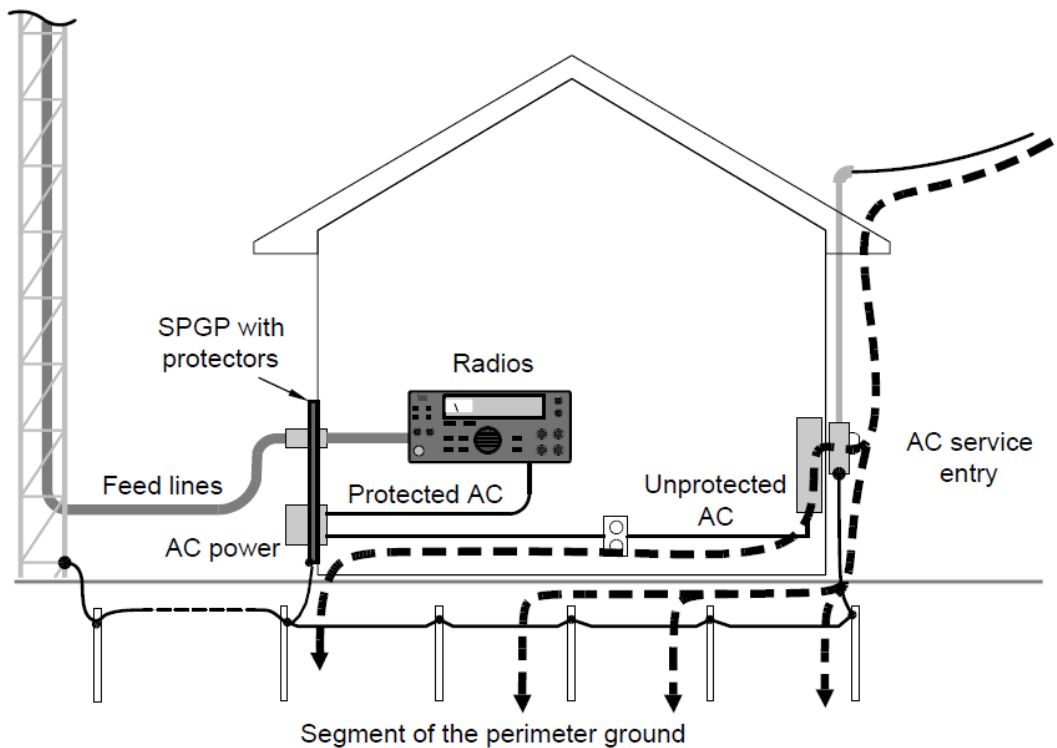 SPGP with
protectors
Radios
Feed lines
Protected AC
Unprotected
AC
AC service
entry
AC power
Segment of the perimeter ground